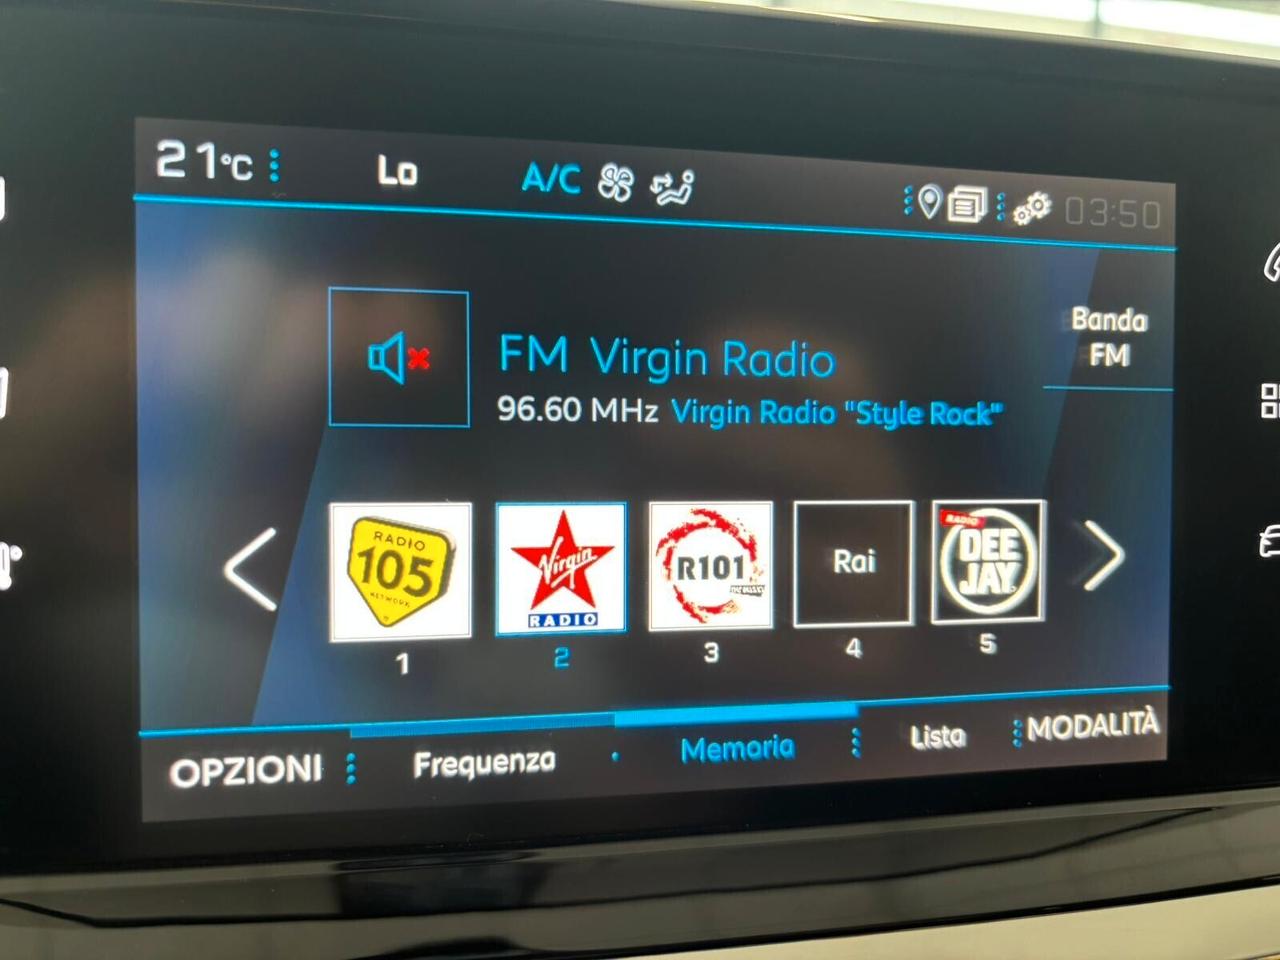 21°C
Lo
A/C
03:50
Banda
FM
FM Virgin Radio
96.60 MHz Virgin Radio "Style Rock"
RADIO
105
NETWORK
Virgin
RADIO
R101
Rai
RADIO
DEE
JAY
1
2
3
4
5
OPZIONI
Frequenza
Memoria
Lista
MODALITÀ